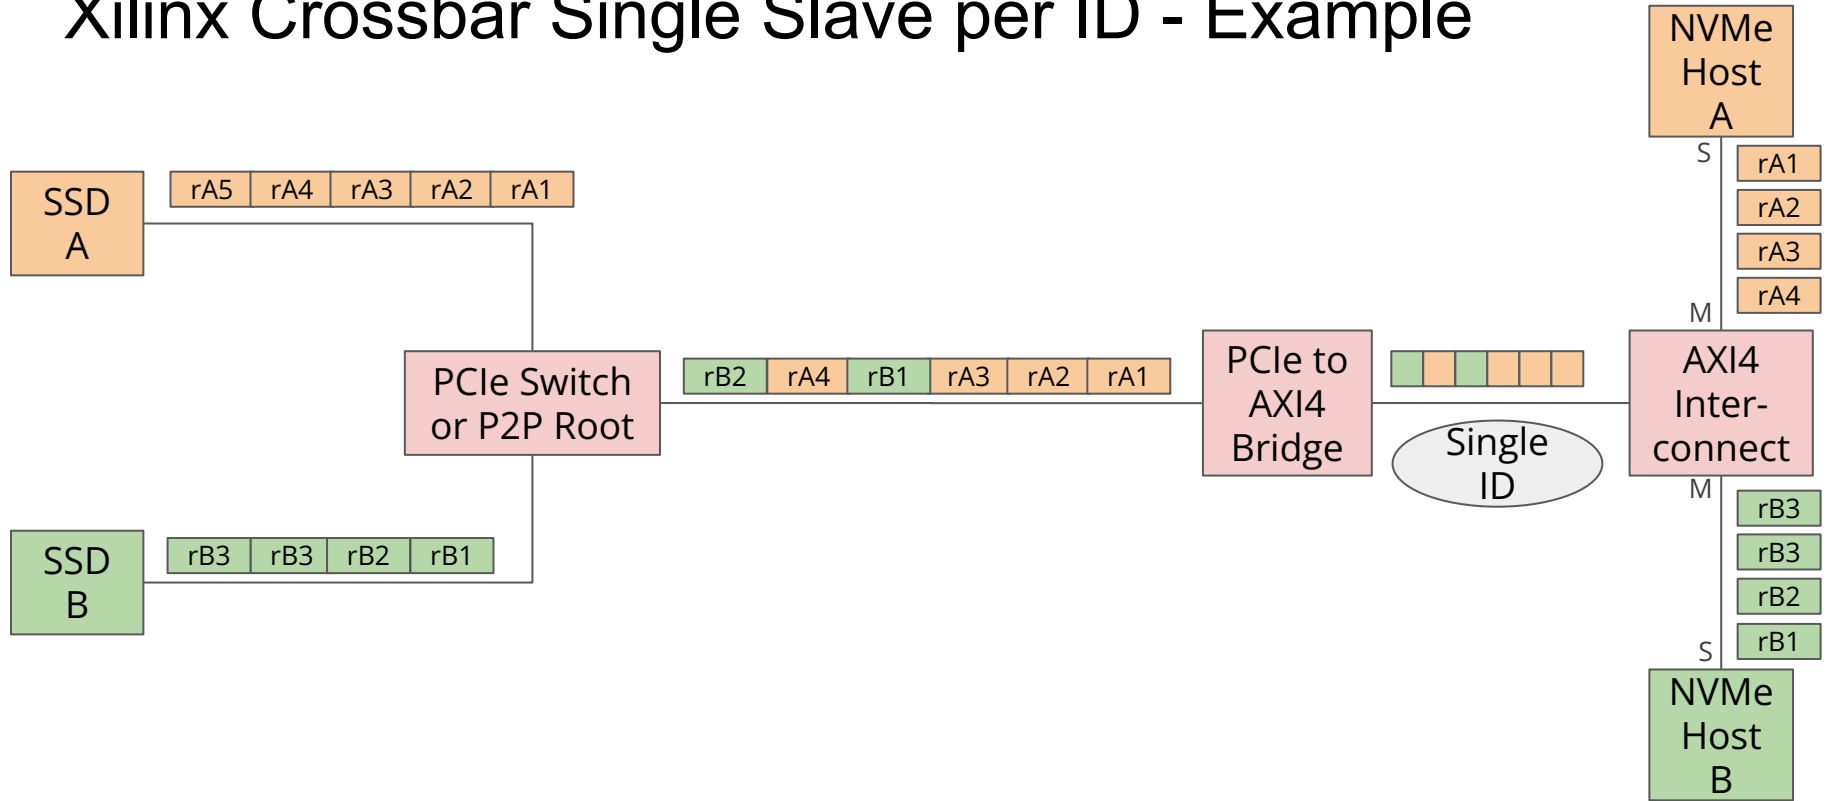 Xilinx Crossbar Single Slave per ID - Example
NVMe
Host
A
S
rA1
rA2
rA3
rA4
M
SSD
A
rA5 rA4 rA3 rA2 rA1
PCIe Switch
or P2P Root
rB2 rA4 rB1 rA3 rA2 rA1
PCIe to
AXI4
Bridge
Single
ID
AXI4
Inter-
connect
SSD
B
rB3 rB3 rB2 rB1
M
rB3
rB3
rB2
rB1
S
NVMe
Host
B